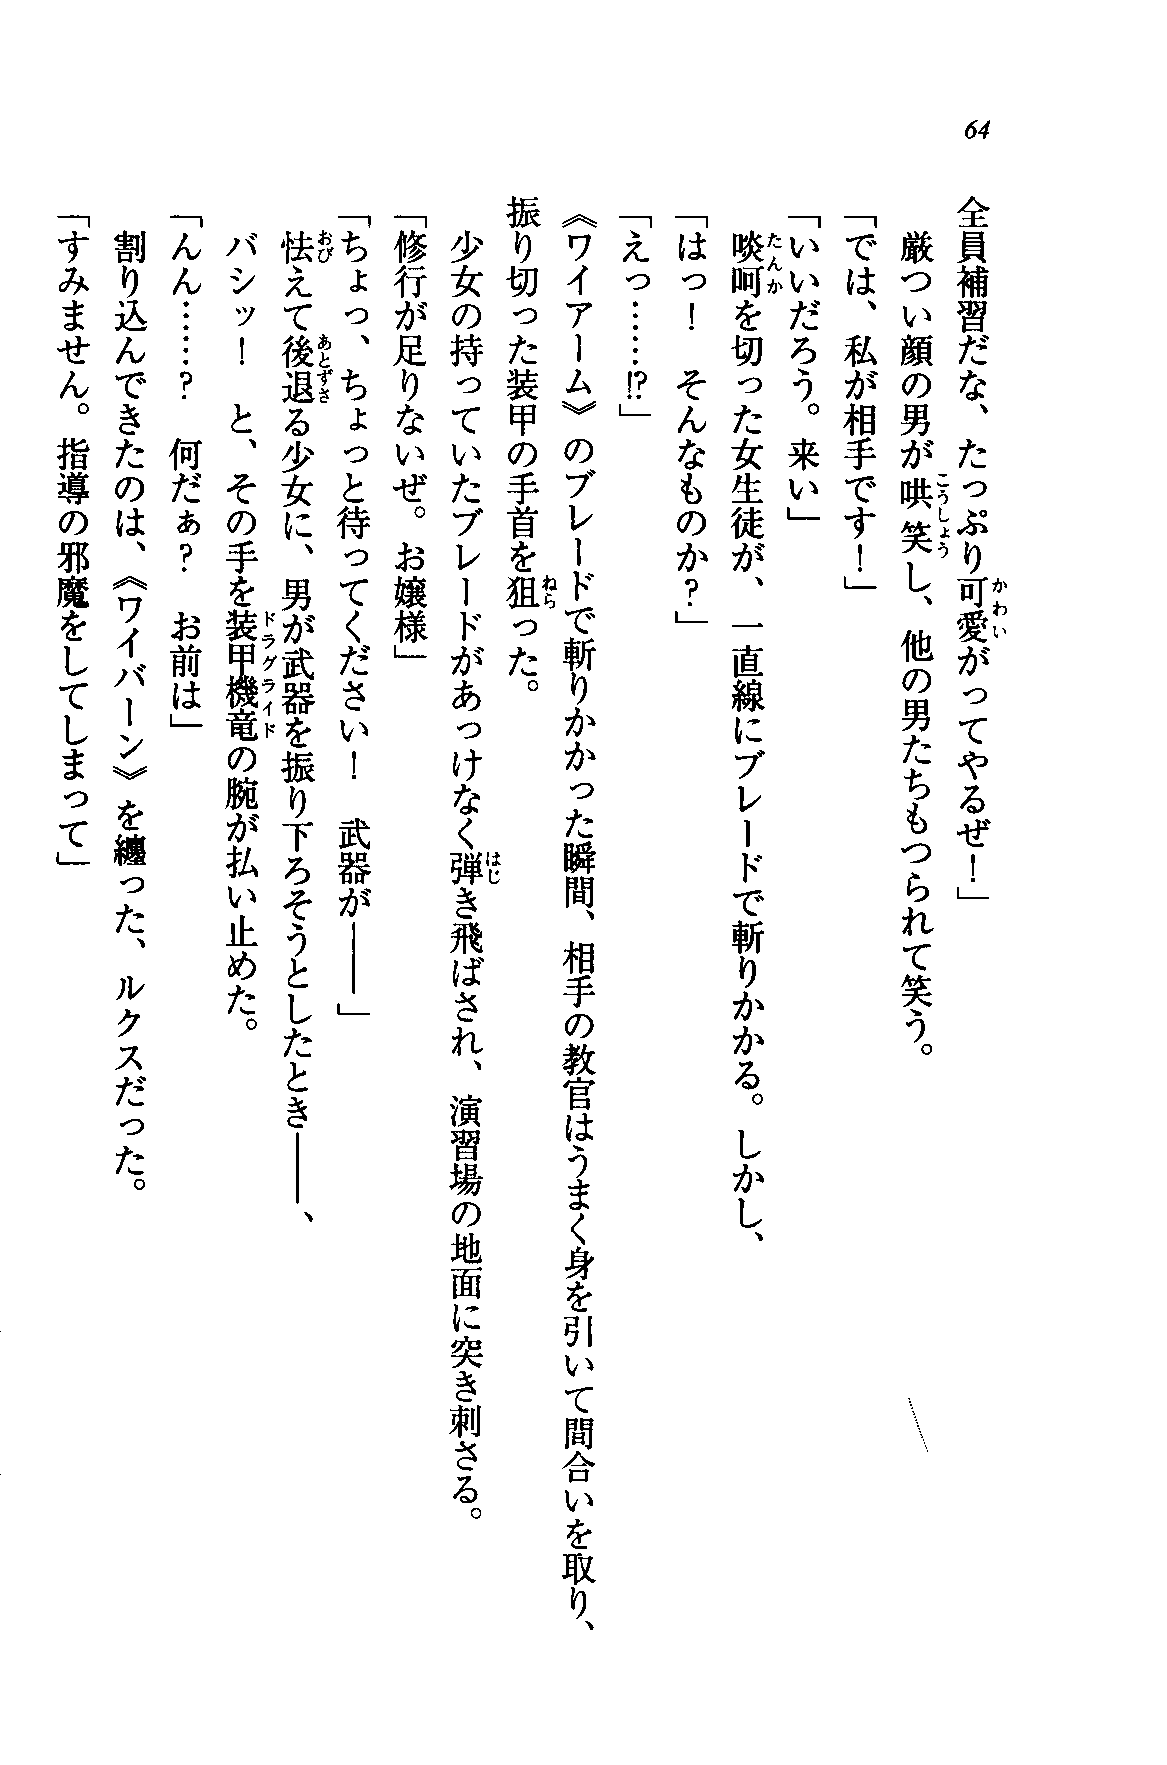 64
全員補習だな、たっぷり可愛がってやるぜ！」
　厳つい顔の男が哄笑し、他の男たちもつられて笑う。
「では、私が相手です！」
「いいだろう。来い」
　啖呵を切った女生徒が、一直線にブレードで斬りかかる。しかし、
「はっ！　そんなものか？」
「えっ……!?」
《ワイアーム》のブレードで斬りかかった瞬間、相手の教官はうまく身を引いて間合いを取り、
振り切った装甲の手首を狙った。
　少女の持っていたブレードがあっけなく弾き飛ばされ、演習場の地面に突き刺さる。
「修行が足りないぜ。お嬢様」
「ちょっ、ちょっと待ってください！　武器が――」
　怯えて後退る少女に、男が武器を振り下ろそうとしたとき――、
　バシッ！　と、その手を装甲機竜の腕が払い止めた。
「んん……？　何だぁ？　お前は」
　割り込んできたのは、《ワイバーン》を纏った、ルクスだった。
「すみません。指導の邪魔をしてしまって」